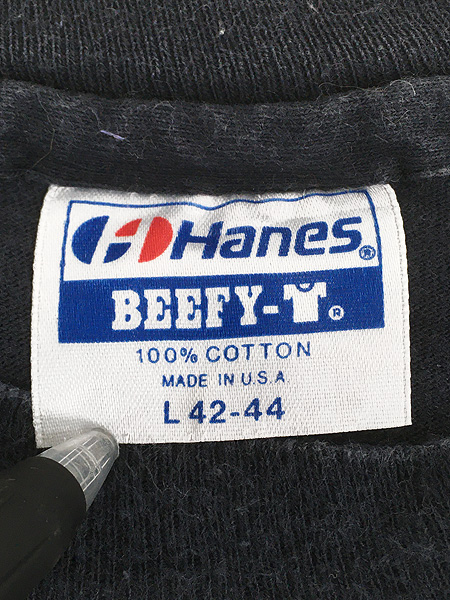 Hanes®
BEEFY-®
100% COTTON
MADE IN U.S.A
L 42-44